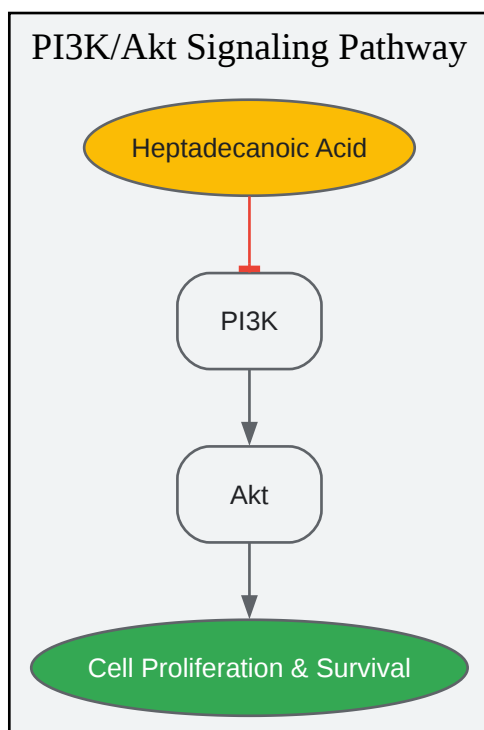 PI3K/Akt Signaling Pathway
Heptadecanoic Acid
PI3K
Akt
Cell Proliferation & Survival